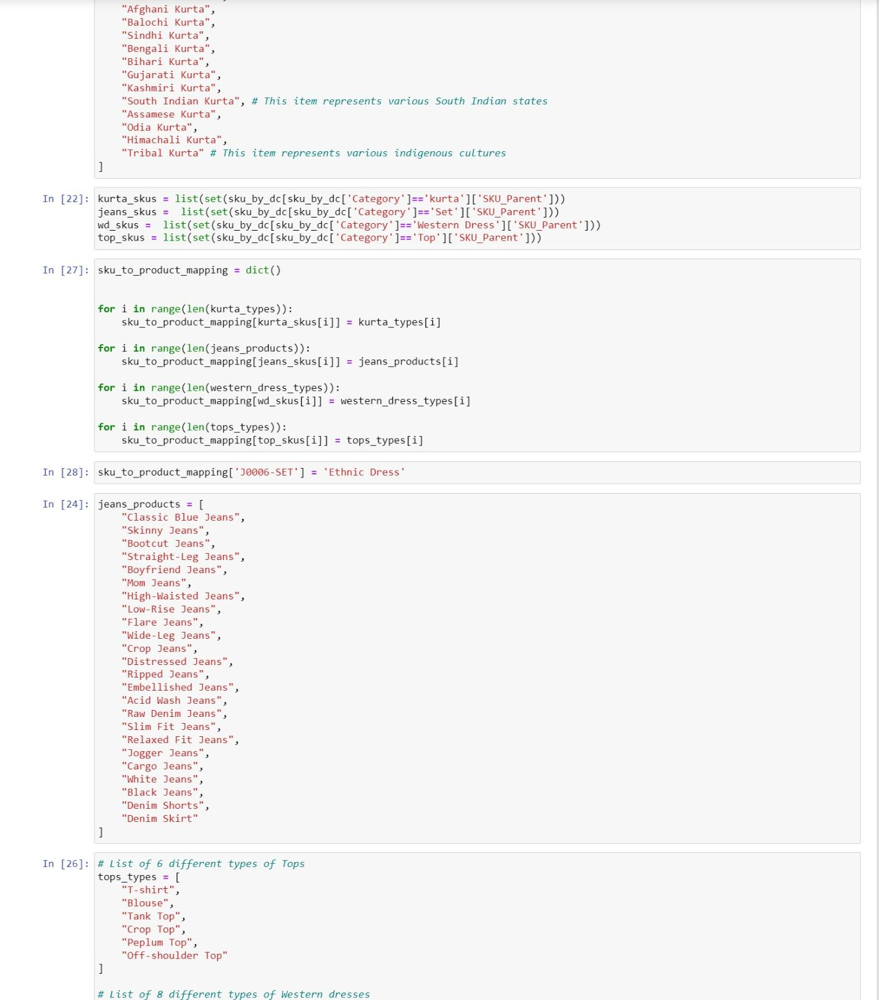 "Afghani Kurta",
"Balochi Kurta",
"Sindhi Kurta",
"Bengali Kurta",
"Bihari Kurta",
"Gujarati Kurta",
"Kashmiri Kurta",
"South Indian Kurta", # This item represents various South Indian states
"Assamese Kurta",
"Odia Kurta",
"Himachali Kurta",
"Tribal Kurta" # This item represents various indigenous cultures
]
In [22]: kurta_skus = list(set(sku_by_dc[sku_by_dc['Category']=='kurta']['SKU_Parent']))
jeans_skus =  list(set(sku_by_dc[sku_by_dc['Category']=='Set']['SKU_Parent']))
wd_skus =  list(set(sku_by_dc[sku_by_dc['Category']=='Western Dress']['SKU_Parent']))
top_skus = list(set(sku_by_dc[sku_by_dc['Category']=='Top']['SKU_Parent']))
In [27]: sku_to_product_mapping = dict()
for i in range(len(kurta_types)):
sku_to_product_mapping[kurta_skus[i]] = kurta_types[i]
for i in range(len(jeans_products)):
sku_to_product_mapping[jeans_skus[i]] = jeans_products[i]
for i in range(len(western_dress_types)):
sku_to_product_mapping[wd_skus[i]] = western_dress_types[i]
for i in range(len(tops_types)):
sku_to_product_mapping[top_skus[i]] = tops_types[i]
In [28]: sku_to_product_mapping['J0006-SET'] = 'Ethnic Dress'
In [24]: jeans_products = [
"Classic Blue Jeans",
"Skinny Jeans",
"Bootcut Jeans",
"Straight-Leg Jeans",
"Boyfriend Jeans",
"Mom Jeans",
"High-Waisted Jeans",
"Low-Rise Jeans",
"Flare Jeans",
"Wide-Leg Jeans",
"Crop Jeans",
"Distressed Jeans",
"Ripped Jeans",
"Embellished Jeans",
"Acid Wash Jeans",
"Raw Denim Jeans",
"Slim Fit Jeans",
"Relaxed Fit Jeans",
"Jogger Jeans",
"Cargo Jeans",
"White Jeans",
"Black Jeans",
"Denim Shorts",
"Denim Skirt"
]
In [26]: # List of 6 different types of Tops
tops_types = [
"T-shirt",
"Blouse",
"Tank Top",
"Crop Top",
"Peplum Top",
"Off-shoulder Top"
]
# List of 8 different types of Western dresses